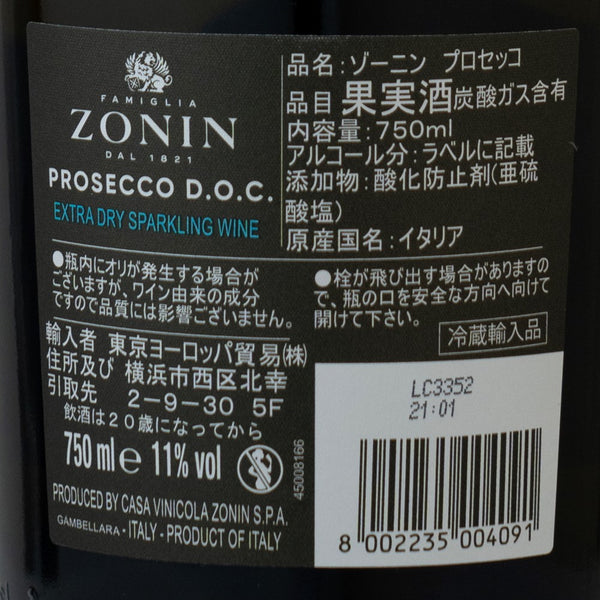 FAMIGLIA
ZONIN
DAL 1821
PROSECCO D.O.C.
EXTRA DRY SPARKLING WINE
品名:ゾーニン プロセッコ
品目 果実酒 炭酸ガス含有
内容量:750ml
アルコール分:ラベルに記載
添加物:酸化防止剤(亜硫
酸塩)
原産国名:イタリア
●瓶内にオリが発生する場合が
ございますが、ワイン由来の成分
ですので品質には影響ございません。
●栓が飛び出す場合がありますの
で、瓶の口を安全な方向へ向けて
開けて下さい。
冷蔵輸入品
輸入者 東京ヨーロッパ貿易(株)
住所及び 横浜市西区北幸
引取先 2-9-30 5F
飲酒は20歳になってから
750 ml e 11% vol
45008166
PRODUCED BY CASA VINICOLA ZONIN S.P.A.
GAMBELLARA - ITALY - PRODUCT OF ITALY
LC3352
21:01
8 002235 004091